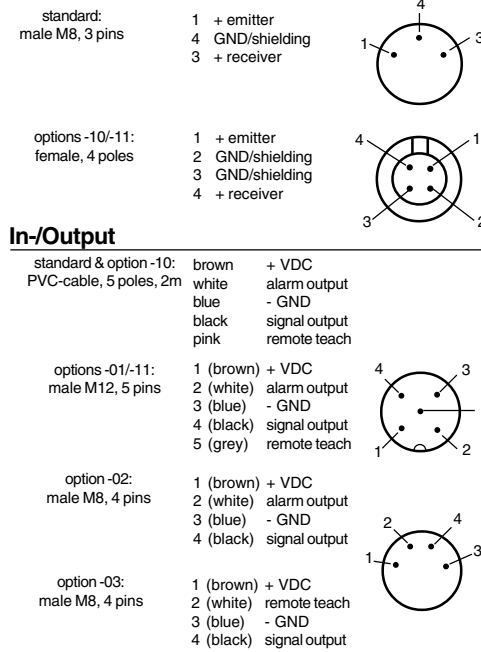 standard:
male M8, 3 pins
1 + emitter
4 GND/shielding
3 + receiver
4
1
3
options -10/-11:
female, 4 poles
1 + emitter
2 GND/shielding
3 GND/shielding
4 + receiver
4
1
3
2
In-/Output
standard & option -10:
PVC-cable, 5 poles, 2m
brown + VDC
white alarm output
blue - GND
black signal output
pink remote teach
options -01/-11:
male M12, 5 pins
1 (brown) + VDC
2 (white) alarm output
3 (blue) - GND
4 (black) signal output
5 (grey) remote teach
4
3
1
2
option -02:
male M8, 4 pins
1 (brown) + VDC
2 (white) alarm output
3 (blue) - GND
4 (black) signal output
2
4
1
3
option -03:
male M8, 4 pins
1 (brown) + VDC
2 (white) remote teach
3 (blue) - GND
4 (black) signal output